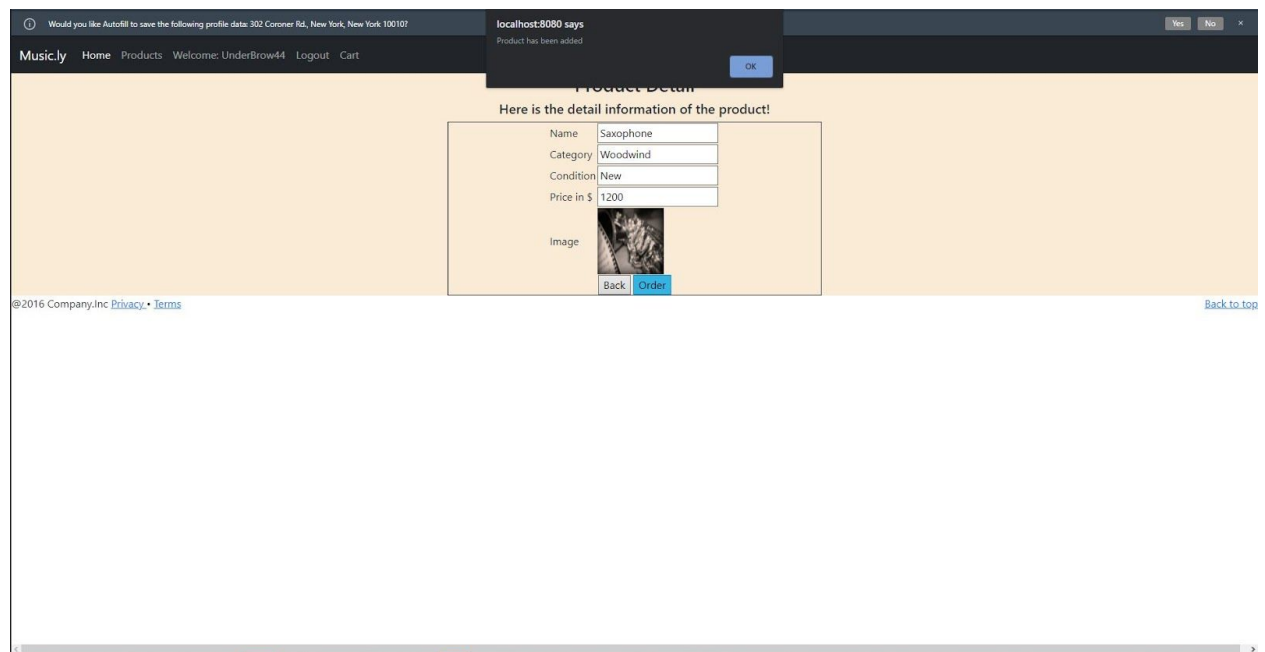 Would you like Autofill to save the following profile data: 302 Coroner Rd., New York, New York 10010?
Yes No ×
localhost:8080 says
Product has been added
OK
Music.ly Home Products Welcome: UnderBrow44 Logout Cart
Product Detail
Here is the detail information of the product!
Name Saxophone
Category Woodwind
Condition New
Price in $ 1200
Image
Back Order
@2016 Company.Inc Privacy • Terms
Back to top